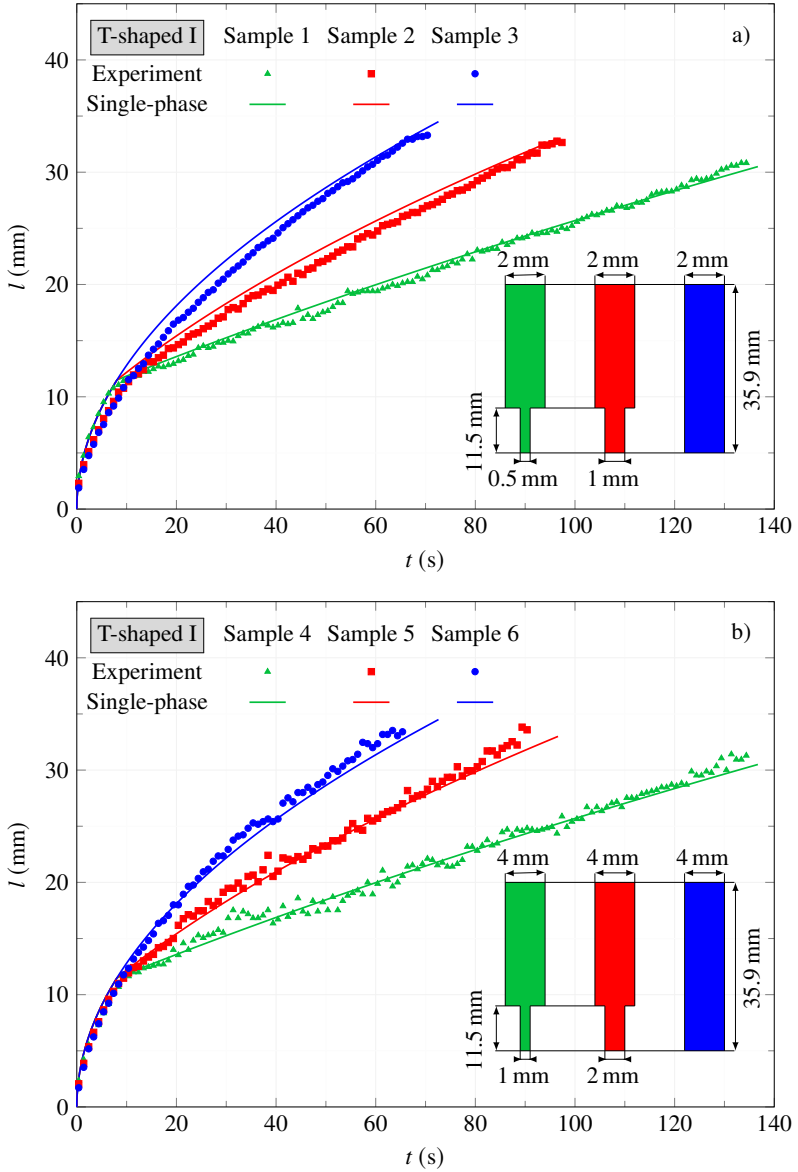 T-shaped I Sample 1 Sample 2 Sample 3 a)
Experiment
Single-phase
40
30
20
10
0
l (mm)
2 mm 2 mm 2 mm
35.9 mm
11.5 mm
0.5 mm 1 mm
0 20 40 60 80 100 120 140
t (s)
T-shaped I Sample 4 Sample 5 Sample 6 b)
Experiment
Single-phase
40
30
20
10
0
l (mm)
4 mm 4 mm 4 mm
35.9 mm
11.5 mm
1 mm 2 mm
0 20 40 60 80 100 120 140
t (s)